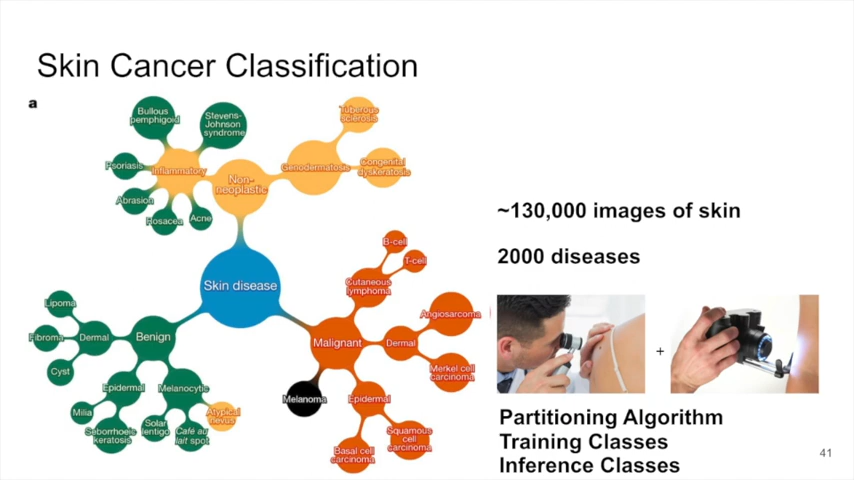 Skin Cancer Classification
a
Bullous
pemphigoid
Stevens-
Johnson
syndrome
Psoriasis
Inflammatory
Abrasion
Rosacea
Acne
Non-
neoplastic
Genodermatosis
Tuberous
sclerosis
Congenital
dyskeratosis
Skin disease
Benign
Dermal
Lipoma
Fibroma
Cyst
Epidermal
Milia
Seborrhoeic
keratosis
Melanocytic
Solar
lentigo
Café au
lait spot
Atypical
nevus
Malignant
Melanoma
Cutaneous
lymphoma
B-cell
T-cell
Dermal
Angiosarcoma
Merkel cell
carcinoma
Epidermal
Basal cell
carcinoma
Squamous
cell
carcinoma
~130,000 images of skin
2000 diseases
+
Partitioning Algorithm
Training Classes
Inference Classes
41